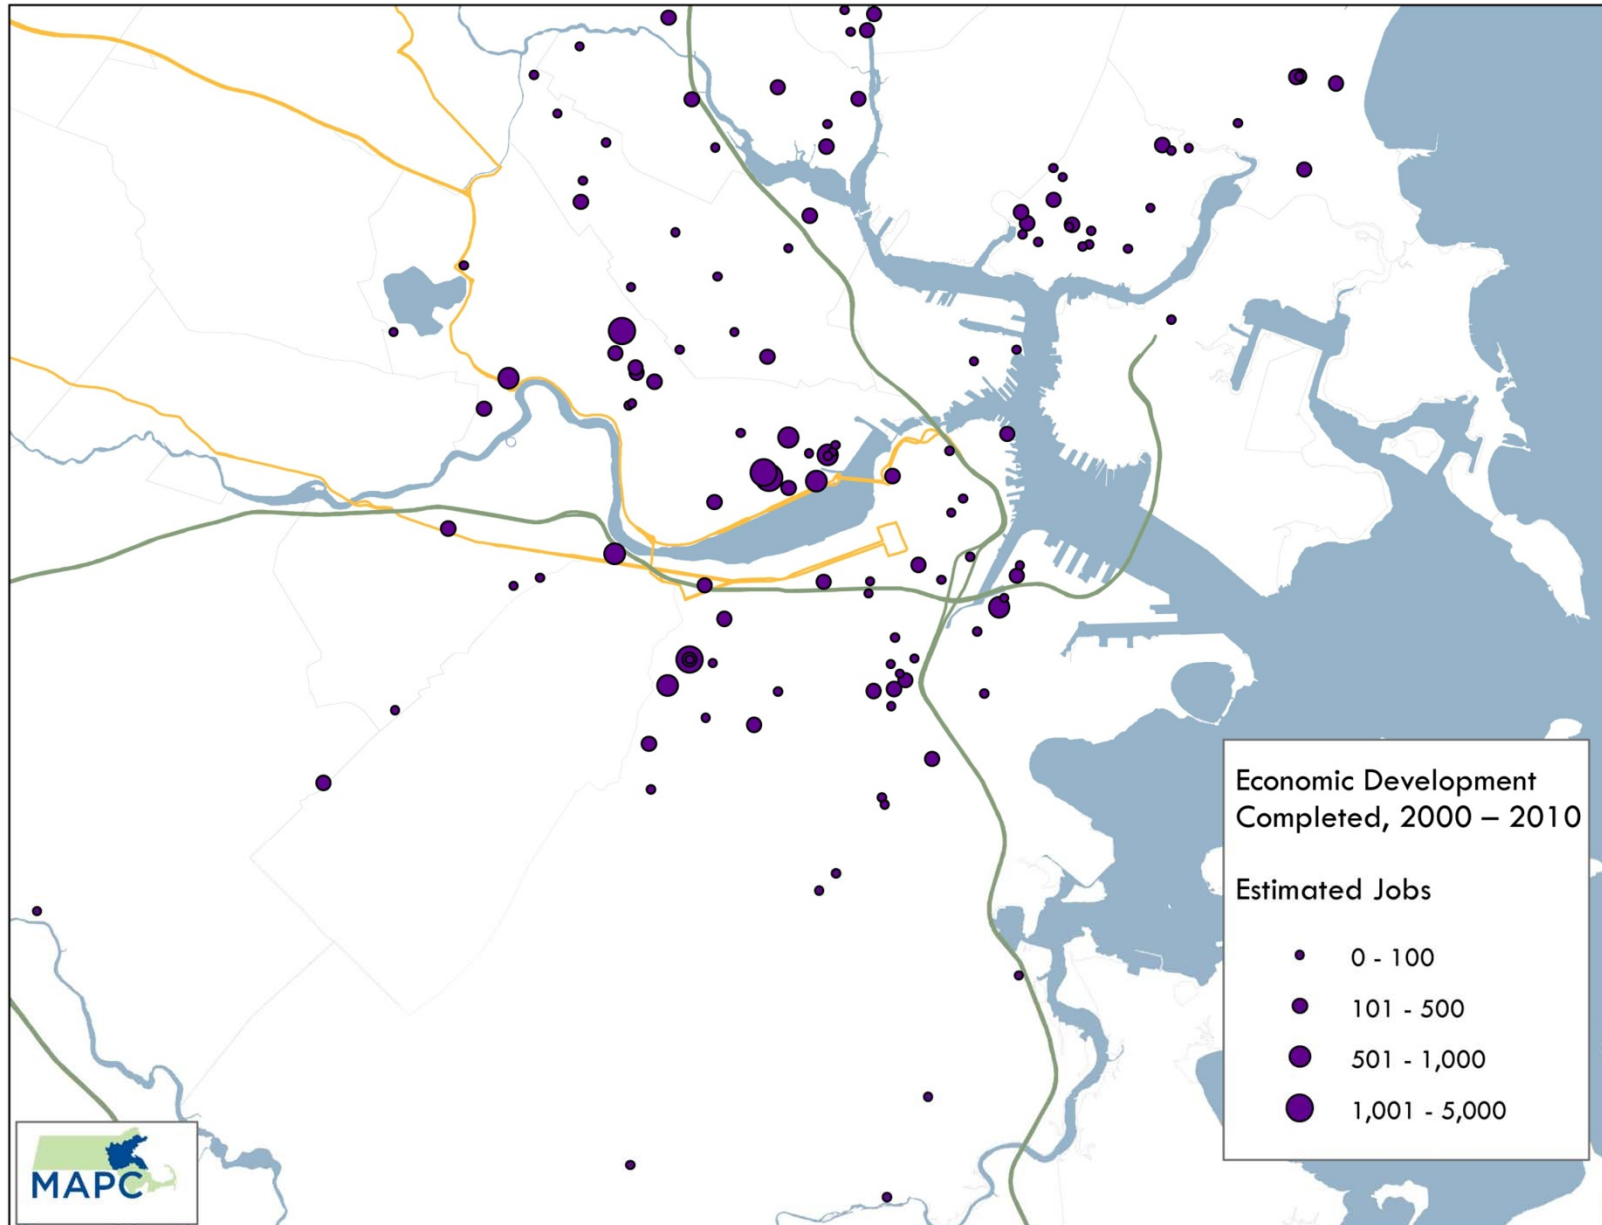 Economic Development
Completed, 2000 – 2010
Estimated Jobs
0 - 100
101 - 500
501 - 1,000
1,001 - 5,000
MAPC